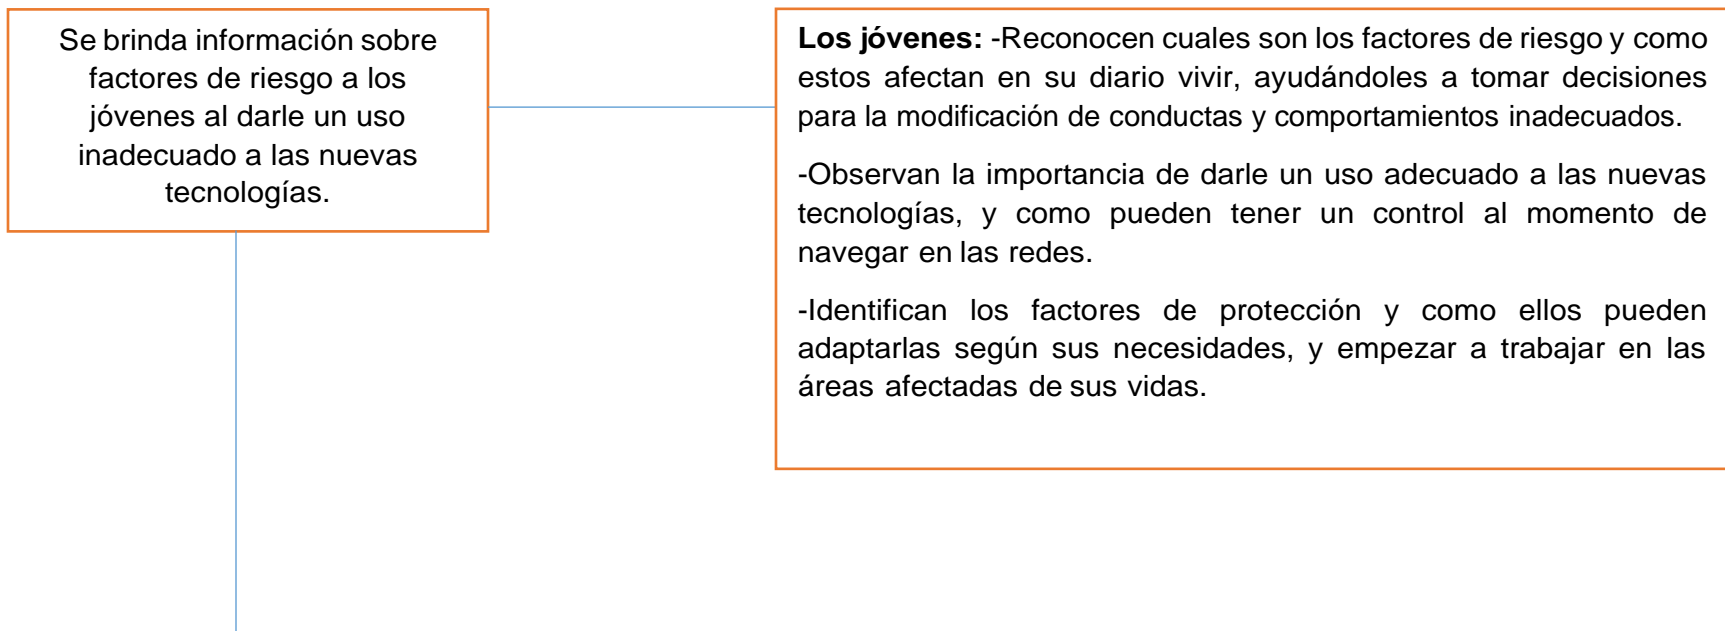 Se brinda información sobre
factores de riesgo a los
jóvenes al darle un uso
inadecuado a las nuevas
tecnologías.
Los jóvenes: -Reconocen cuales son los factores de riesgo y como
estos afectan en su diario vivir, ayudándoles a tomar decisiones
para la modificación de conductas y comportamientos inadecuados.
-Observan la importancia de darle un uso adecuado a las nuevas
tecnologías, y como pueden tener un control al momento de
navegar en las redes.
-Identifican los factores de protección y como ellos pueden
adaptarlas según sus necesidades, y empezar a trabajar en las
áreas afectadas de sus vidas.